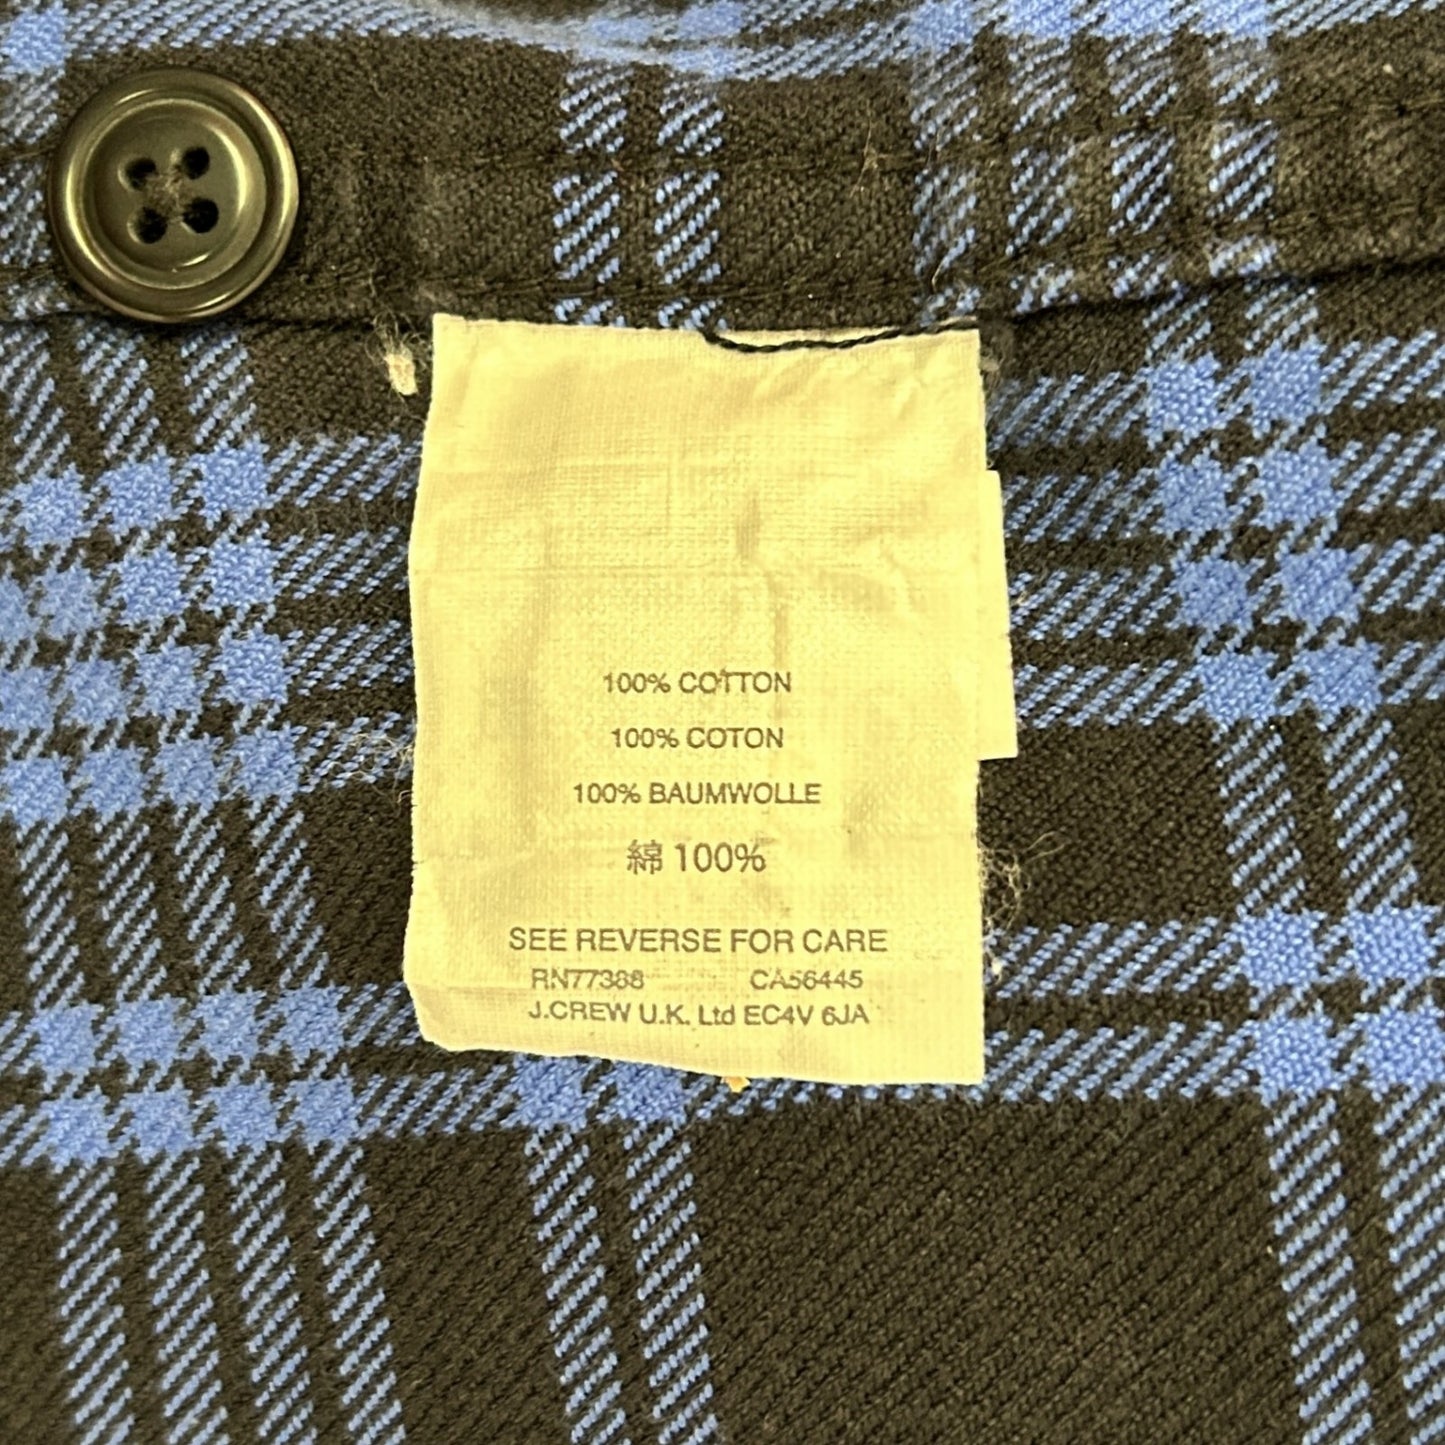 100% COTTON
100% COTON
100% BAUMWOLLE
綿 100%
SEE REVERSE FOR CARE
RN77388 CA56445
J.CREW U.K. Ltd EC4V 6JA